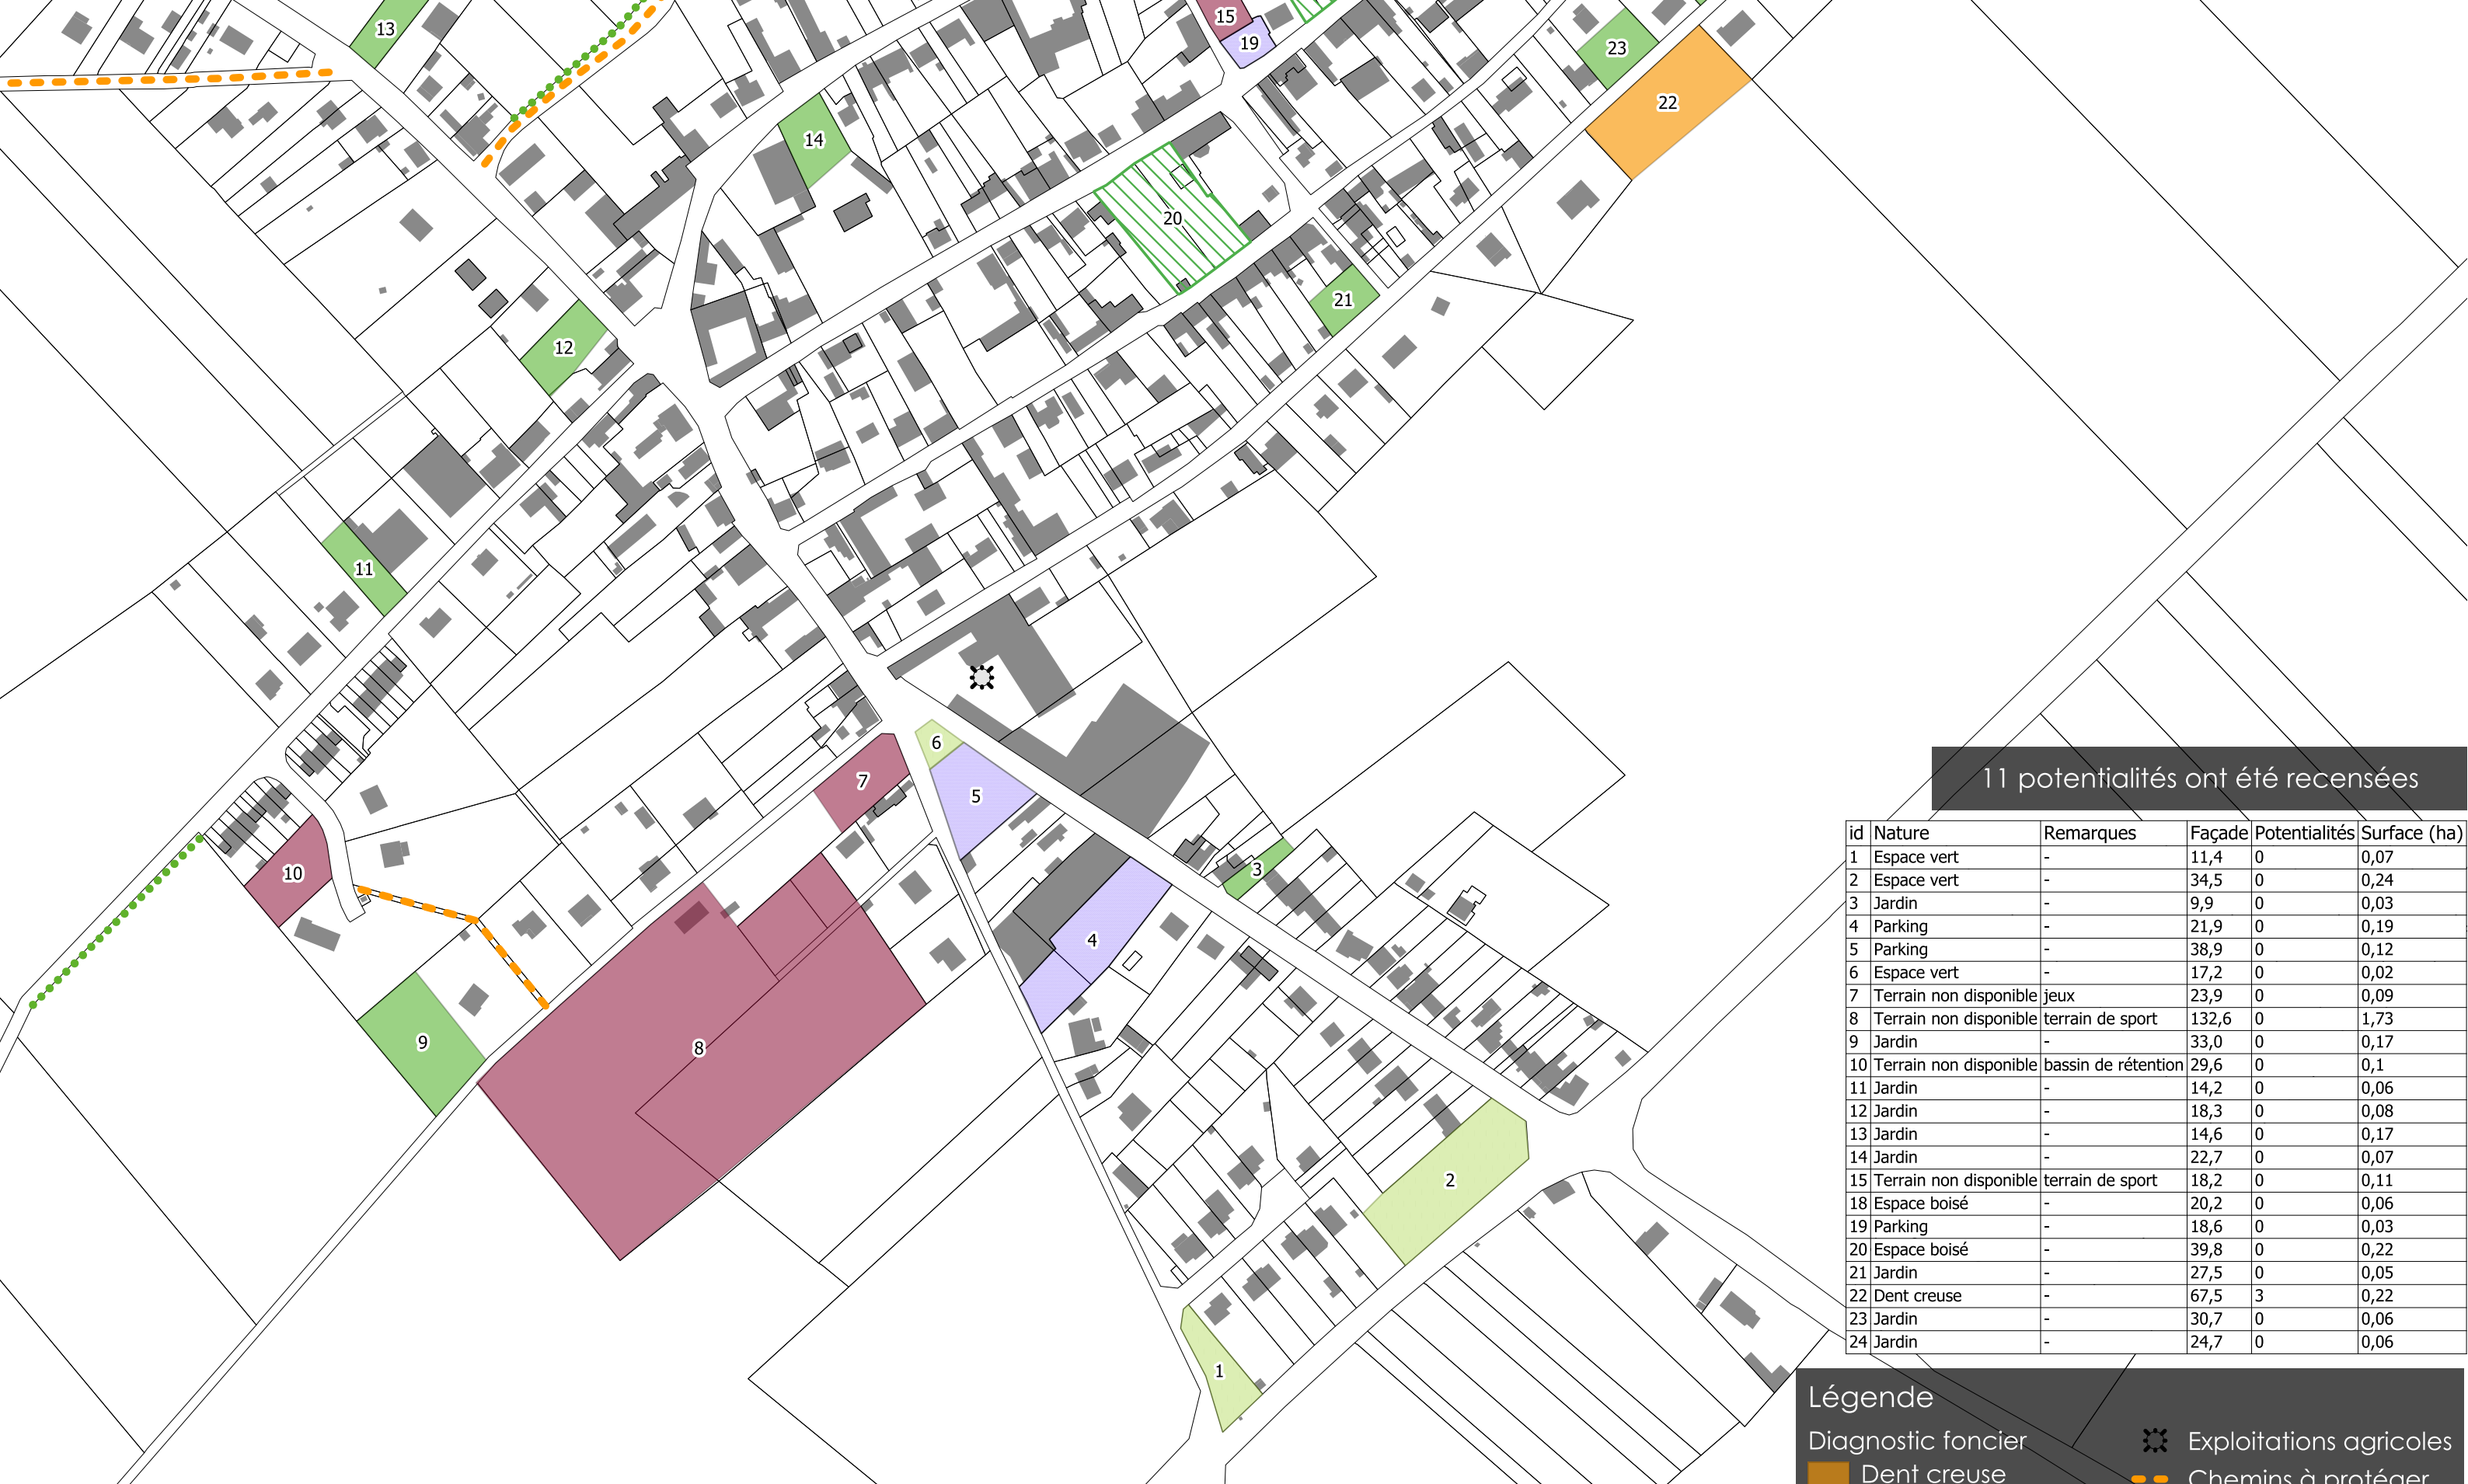 13
15
19
23
22
14
20
21
12
11
6
7
5
3
10
4
9
8
2
1
11 potentialités ont été recensées
id Nature Remarques Façade Potentialités Surface (ha)
1 Espace vert - 11,4 0 0,07
2 Espace vert - 34,5 0 0,24
3 Jardin - 9,9 0 0,03
4 Parking - 21,9 0 0,19
5 Parking - 38,9 0 0,12
6 Espace vert - 17,2 0 0,02
7 Terrain non disponible jeux 23,9 0 0,09
8 Terrain non disponible terrain de sport 132,6 0 1,73
9 Jardin - 33,0 0 0,17
10 Terrain non disponible bassin de rétention 29,6 0 0,1
11 Jardin - 14,2 0 0,06
12 Jardin - 18,3 0 0,08
13 Jardin - 14,6 0 0,17
14 Jardin - 22,7 0 0,07
15 Terrain non disponible terrain de sport 18,2 0 0,11
18 Espace boisé - 20,2 0 0,06
19 Parking - 18,6 0 0,03
20 Espace boisé - 39,8 0 0,22
21 Jardin - 27,5 0 0,05
22 Dent creuse - 67,5 3 0,22
23 Jardin - 30,7 0 0,06
24 Jardin - 24,7 0 0,06
Légende
Diagnostic foncier
Exploitations agricoles
Dent creuse
Chemins à protéger